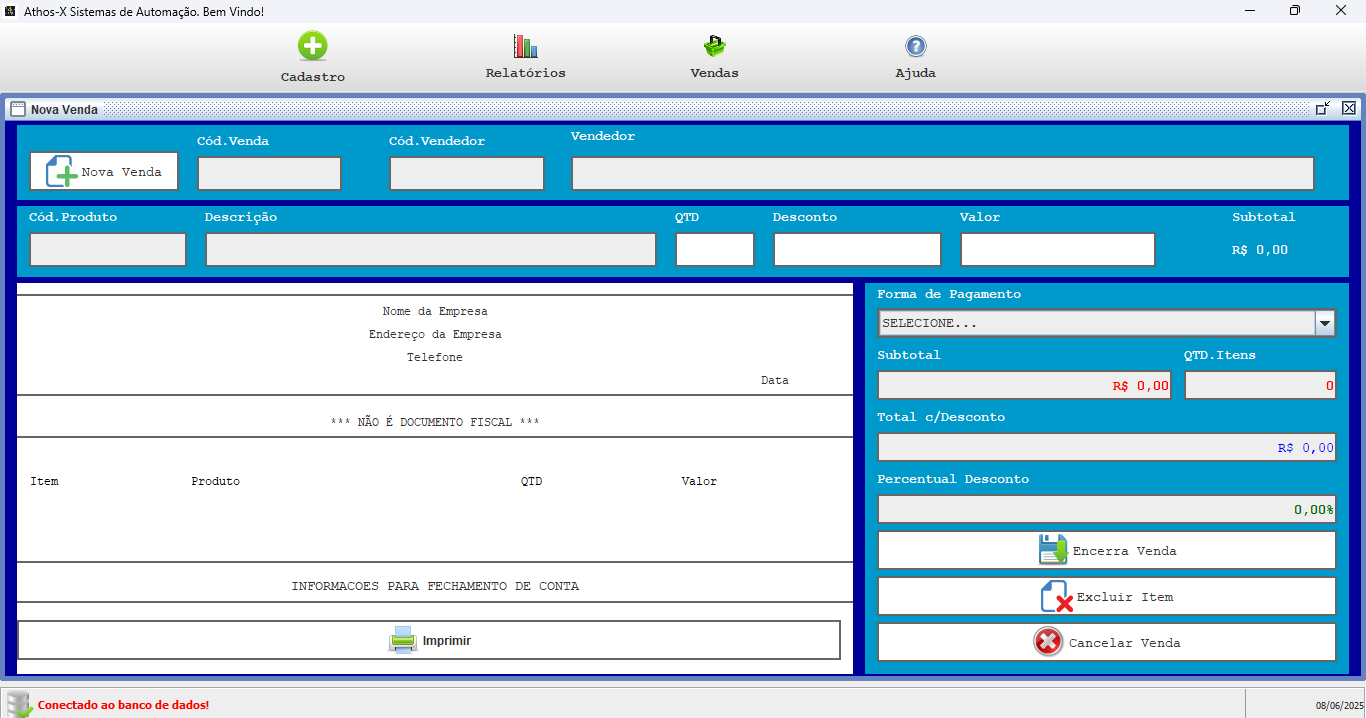 Athos-X Sistemas de Automação. Bem Vindo!
Cadastro Relatórios Vendas Ajuda
Nova Venda
Cód.Venda Cód.Vendedor Vendedor
Nova Venda
Cód.Produto Descrição QTD Desconto Valor Subtotal
R$ 0,00
Nome da Empresa
Endereço da Empresa
Telefone
Data
*** NÃO É DOCUMENTO FISCAL ***
Item Produto QTD Valor
INFORMACOES PARA FECHAMENTO DE CONTA
Imprimir
Forma de Pagamento
SELECIONE...
Subtotal QTD.Itens
R$ 0,00 0
Total c/Desconto
R$ 0,00
Percentual Desconto
0,00%
Encerra Venda
Excluir Item
Cancelar Venda
Conectado ao banco de dados! 08/06/2025